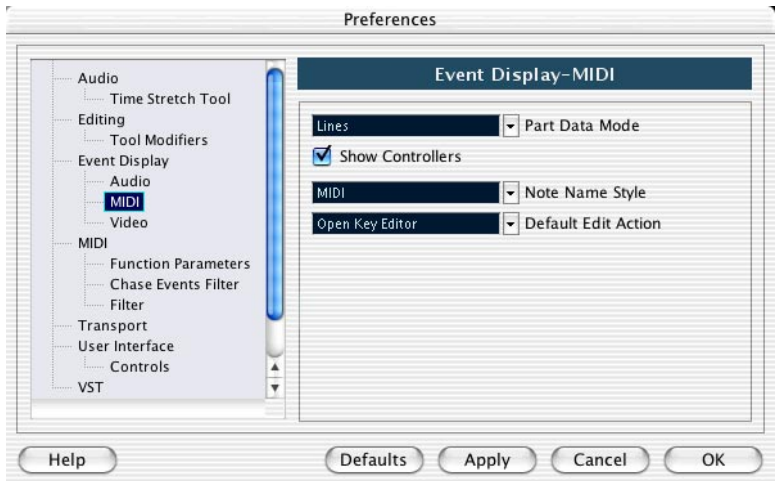 Preferences
Audio
Time Stretch Tool
Editing
Tool Modifiers
Event Display
Audio
MIDI
Video
MIDI
Function Parameters
Chase Events Filter
Filter
Transport
User Interface
Controls
VST
Event Display-MIDI
Lines Part Data Mode
Show Controllers
MIDI Note Name Style
Open Key Editor Default Edit Action
Help Defaults Apply Cancel OK